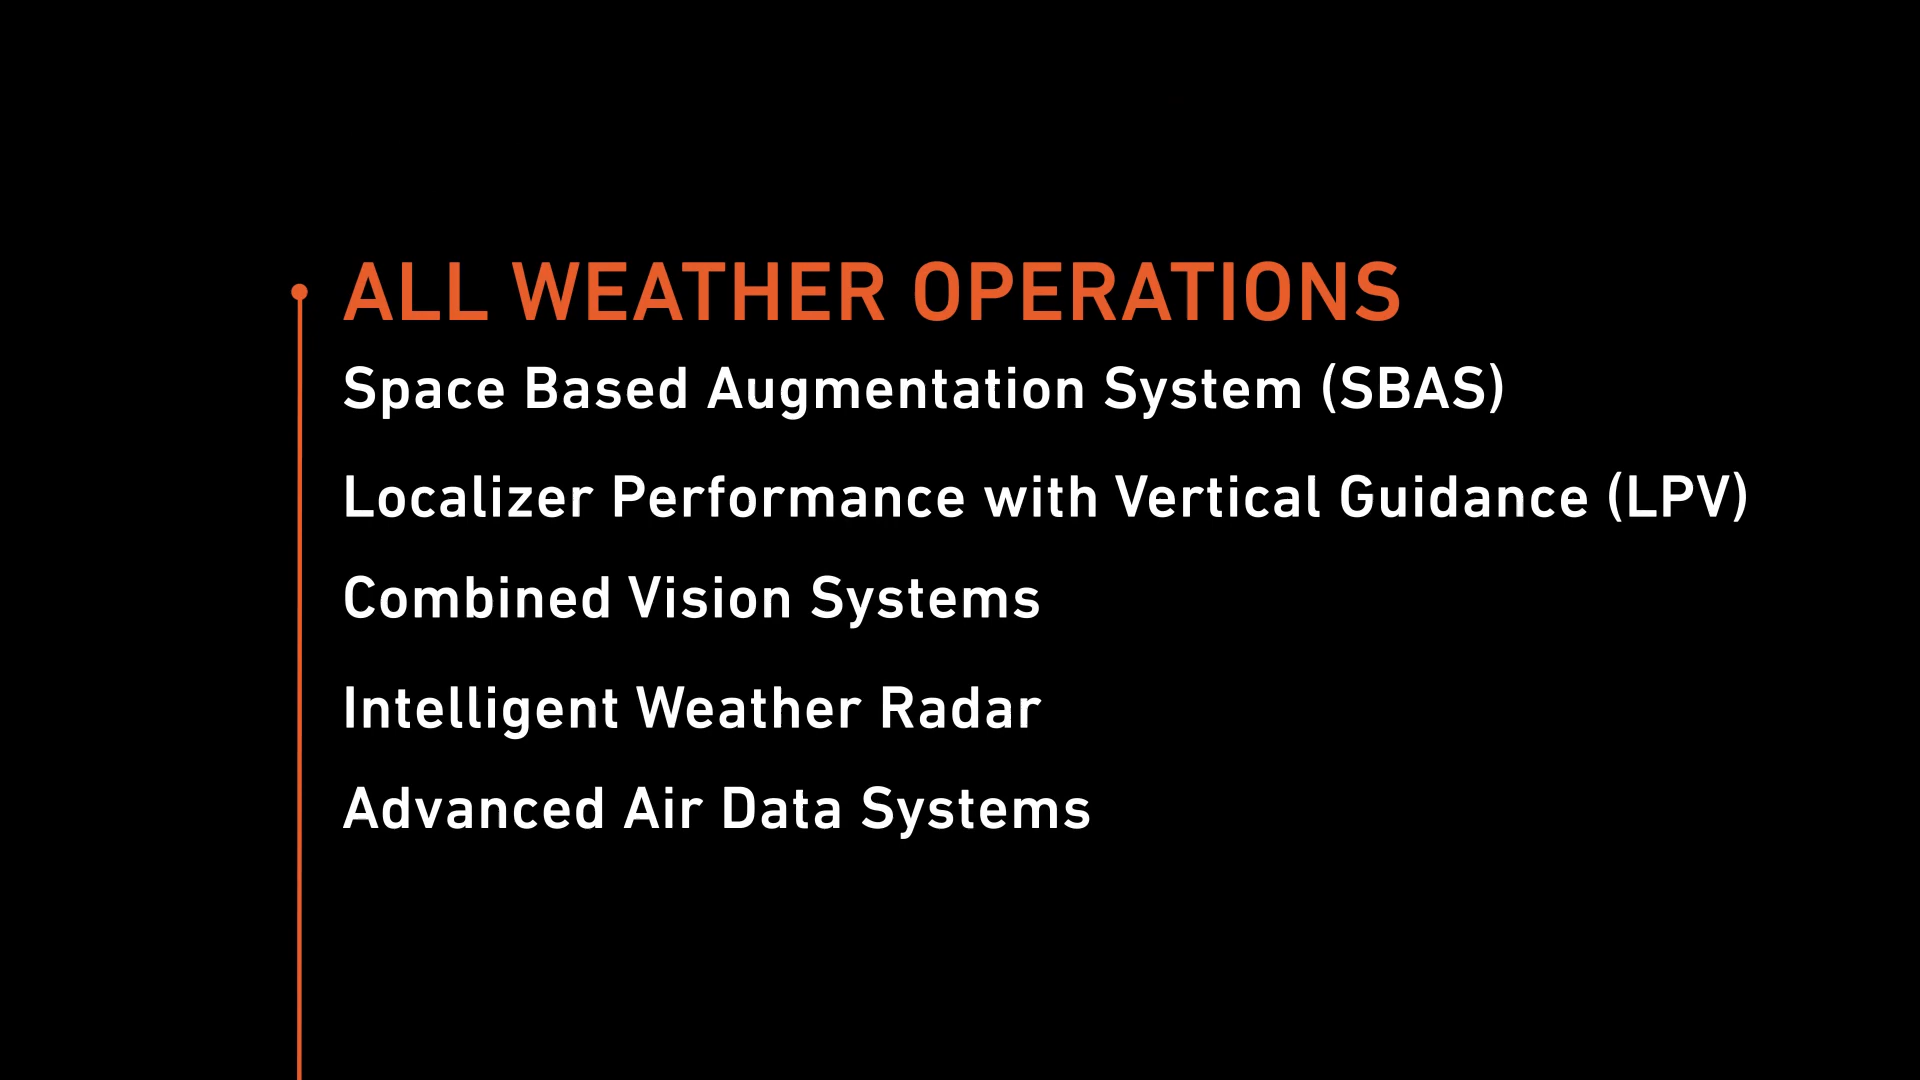 ALL WEATHER OPERATIONS
Space Based Augmentation System (SBAS)
Localizer Performance with Vertical Guidance (LPV)
Combined Vision Systems
Intelligent Weather Radar
Advanced Air Data Systems